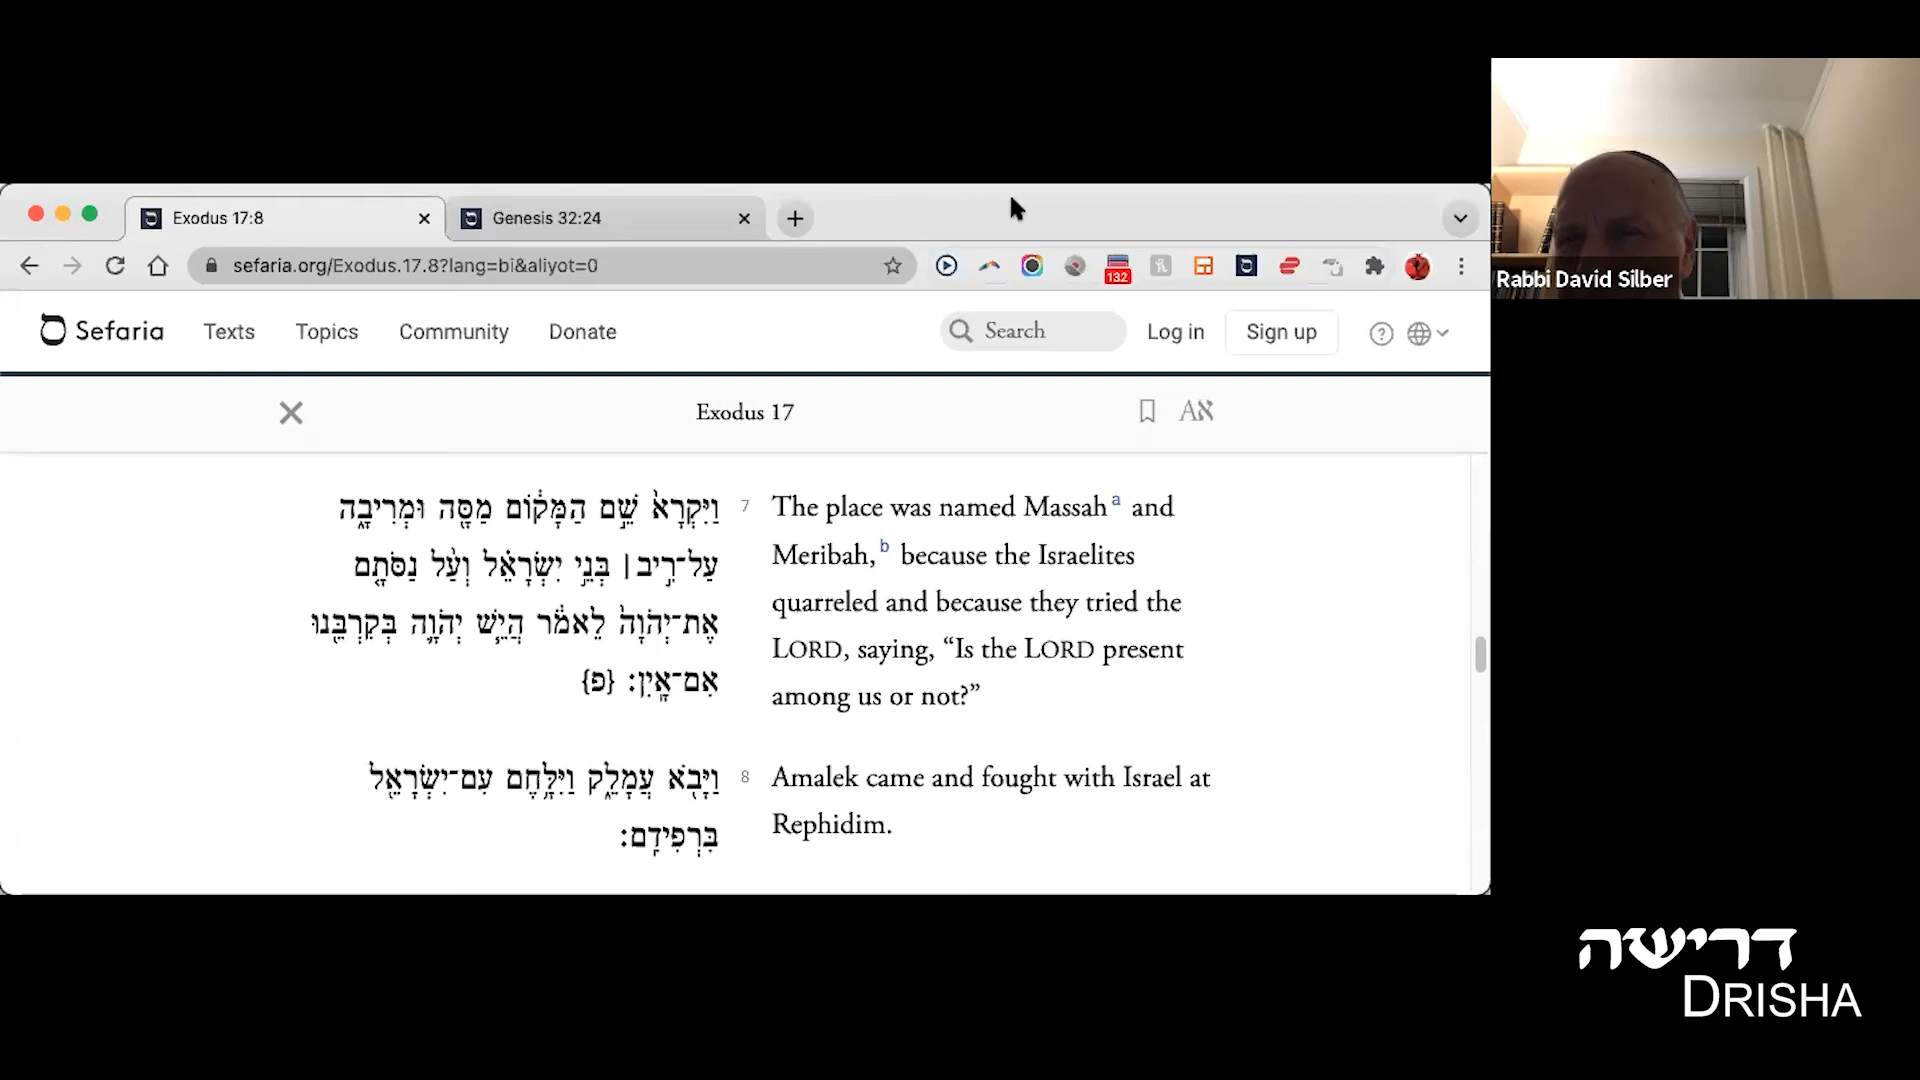 Exodus 17:8
Genesis 32:24
sefaria.org/Exodus.17.8?lang=bi&aliyot=0
132
Sefaria
Texts
Topics
Community
Donate
Search
Log in
Sign up
Exodus 17
Aא
וַיִּקְרָא֙ שֵׁ֣ם הַמָּק֔וֹם מַסָּ֖ה וּמְרִיבָ֑ה
עַל־רִ֣יב ׀ בְּנֵ֣י יִשְׂרָאֵ֗ל וְעַ֨ל נַסֹּתָ֤ם
אֶת־יְהֹוָה֙ לֵאמֹ֔ר הֲיֵ֧שׁ יְהֹוָ֛ה בְּקִרְבֵּ֖נוּ
אִם־אָֽיִן׃ {פ}
7
The place was named Massah a and
Meribah, b because the Israelites
quarreled and because they tried the
LORD, saying, “Is the LORD present
among us or not?”
וַיָּבֹ֖א עֲמָלֵ֑ק וַיִּלָּ֥חֶם עִם־יִשְׂרָאֵ֖ל
בִּרְפִידִֽם׃
8
Amalek came and fought with Israel at
Rephidim.
Rabbi David Silber
דרישה
DRISHA